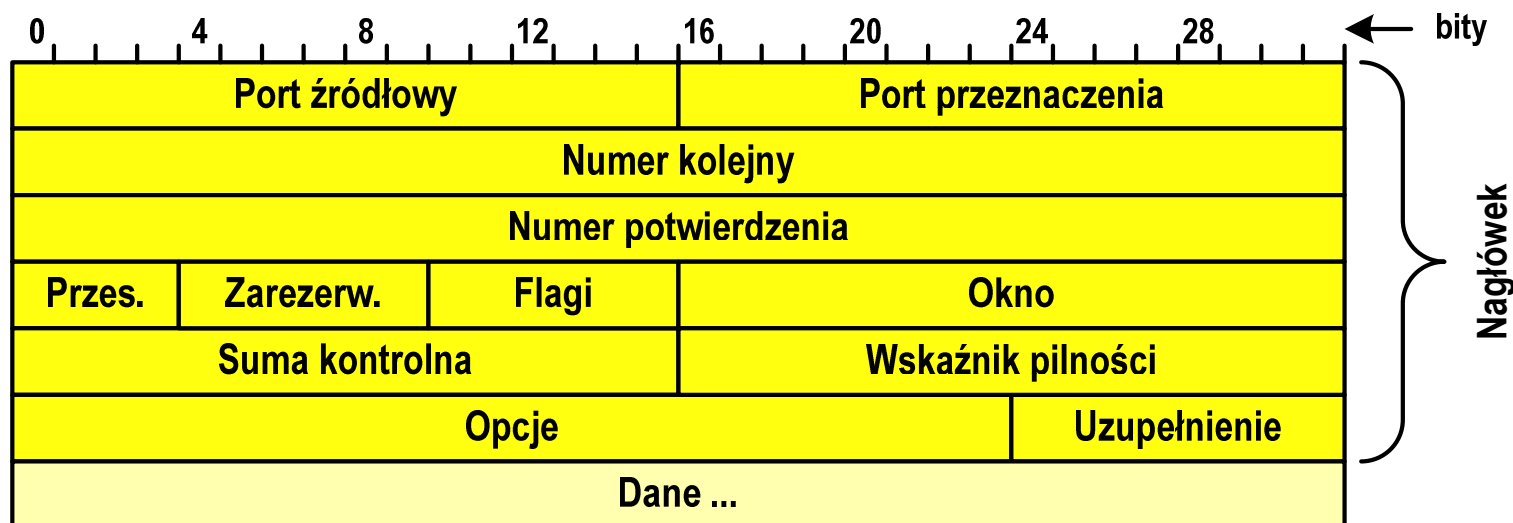 0 4 8 12 16 20 24 28 bity
Port źródłowy Port przeznaczenia
Numer kolejny
Numer potwierdzenia
Przes. Zarezerw. Flagi Okno
Suma kontrolna Wskaźnik pilności
Opcje Uzupełnienie
Dane ...
Nagłówek